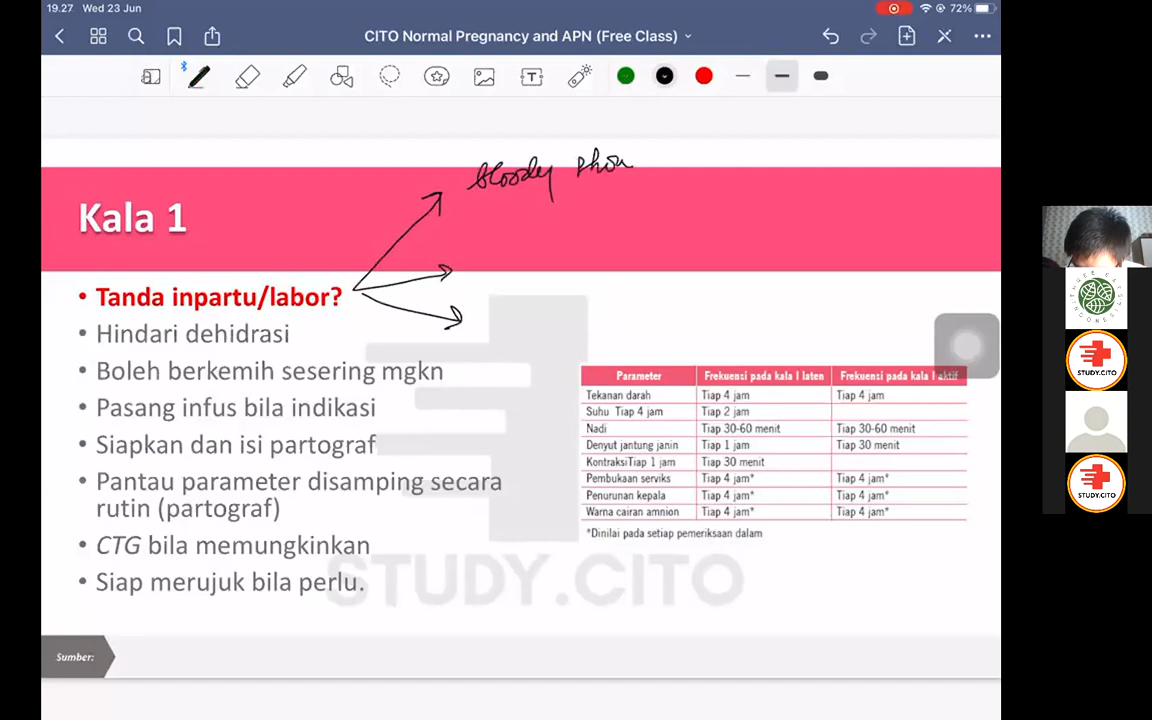 19.27 Wed 23 Jun
72%
CITO Normal Pregnancy and APN (Free Class)
bloody show
Kala 1
• Tanda inpartu/labor?
• Hindari dehidrasi
• Boleh berkemih sesering mgkn
• Pasang infus bila indikasi
• Siapkan dan isi partograf
• Pantau parameter disamping secara
rutin (partograf)
• CTG bila memungkinkan
• Siap merujuk bila perlu.
Parameter Frekuensi pada kala I laten Frekuensi pada kala I aktif
Tekanan darah Tiap 4 jam Tiap 4 jam
Suhu Tiap 4 jam Tiap 2 jam
Nadi Tiap 30-60 menit Tiap 30-60 menit
Denyut jantung janin Tiap 1 jam Tiap 30 menit
KontraksiTiap 1 jam Tiap 30 menit
Pembukaan serviks Tiap 4 jam* Tiap 4 jam*
Penurunan kepala Tiap 4 jam* Tiap 4 jam*
Warna cairan amnion Tiap 4 jam* Tiap 4 jam*
*Dinilai pada setiap pemeriksaan dalam
STUDY.CITO
Sumber:
STUDY.CITO
STUDY.CITO